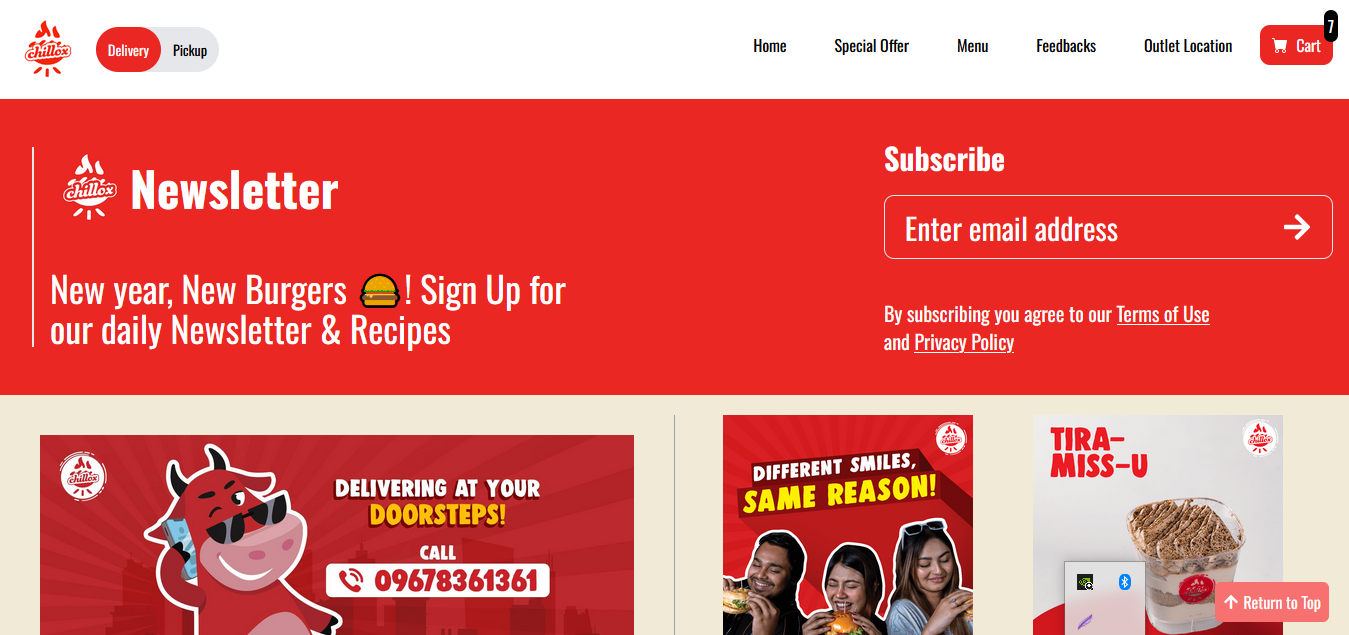 chillox
Delivery
Pickup
Home
Special Offer
Menu
Feedbacks
Outlet Location
Cart
7
chillox
Newsletter
New year, New Burgers 🍔! Sign Up for
our daily Newsletter & Recipes
Subscribe
Enter email address
By subscribing you agree to our Terms of Use
and Privacy Policy
chillox
DELIVERING AT YOUR
DOORSTEPS!
CALL
09678361361
chillox
DIFFERENT SMILES,
SAME REASON!
chillox
TIRA-
MISS-U
Return to Top